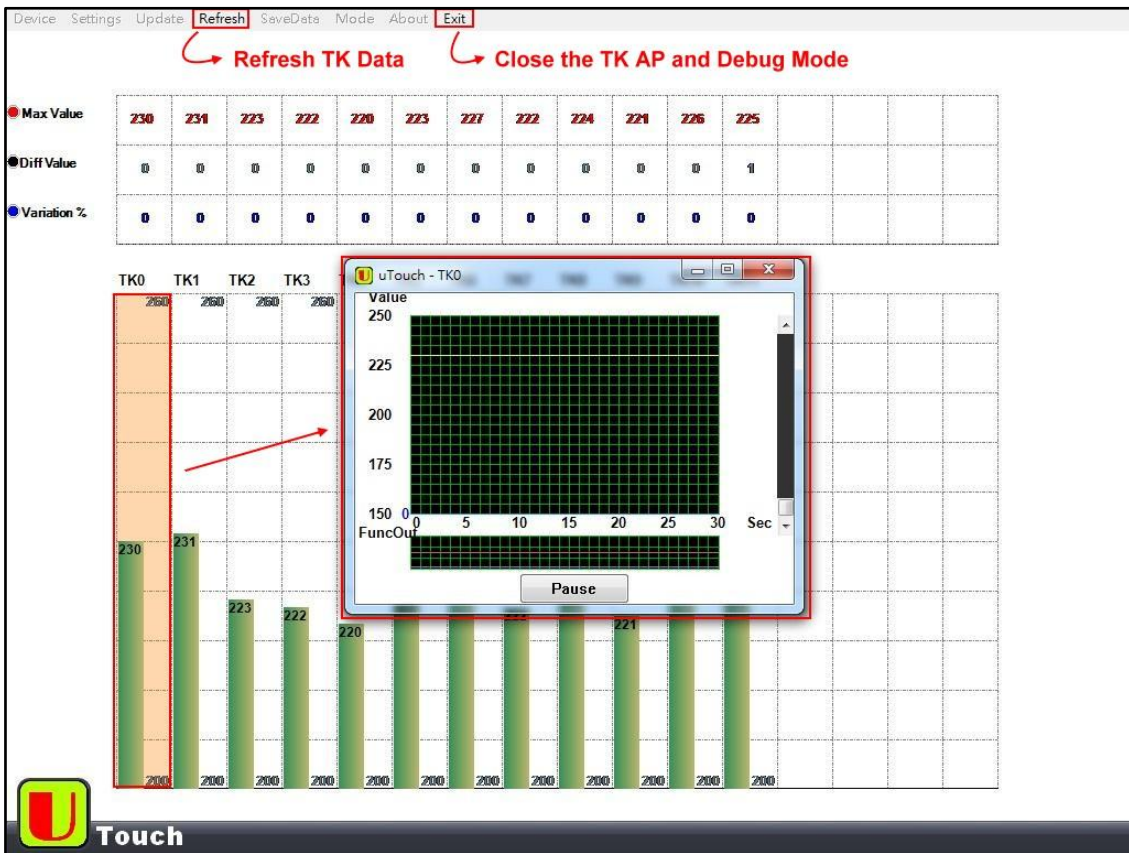 Device Settings Update Refresh SaveData Mode About Exit
Refresh TK Data Close the TK AP and Debug Mode
Max Value 230 231 223 222 220 223 227 222 224 221 226 225
Diff Value 0 0 0 0 0 0 0 0 0 0 0 1
Variation % 0 0 0 0 0 0 0 0 0 0 0 0
TK0 TK1 TK2 TK3
260 260 260 260
uTouch - TK0
Value
250
225
200
175
150 0
0 5 10 15 20 25 30 Sec
FuncOut
Pause
230 231 223 222 220 221
200 200 200 200 200 200 200 200 200 200 200 200
U Touch